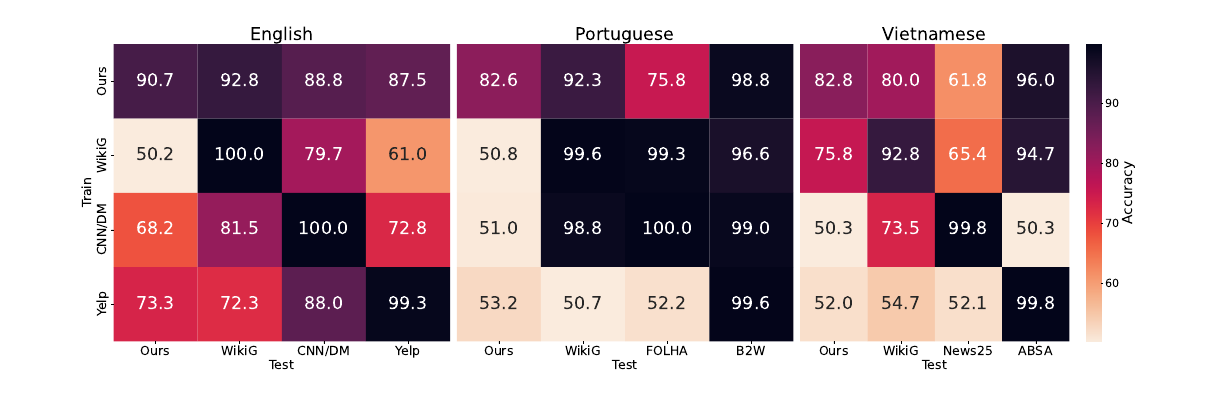 English Portuguese Vietnamese
Ours 90.7 92.8 88.8 87.5 82.6 92.3 75.8 98.8 82.8 80.0 61.8 96.0
WikiG 50.2 100.0 79.7 61.0 50.8 99.6 99.3 96.6 75.8 92.8 65.4 94.7
CNN/DM 68.2 81.5 100.0 72.8 51.0 98.8 100.0 99.0 50.3 73.5 99.8 50.3
Yelp 73.3 72.3 88.0 99.3 53.2 50.7 52.2 99.6 52.0 54.7 52.1 99.8
Ours WikiG CNN/DM Yelp Ours WikiG FOLHA B2W Ours WikiG News25 ABSA
Test Test Test
Train
90
80
70
60
Accuracy